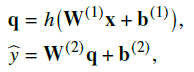 q = h(W⁽¹⁾x + b⁽¹⁾),
ŷ = W⁽²⁾q + b⁽²⁾,